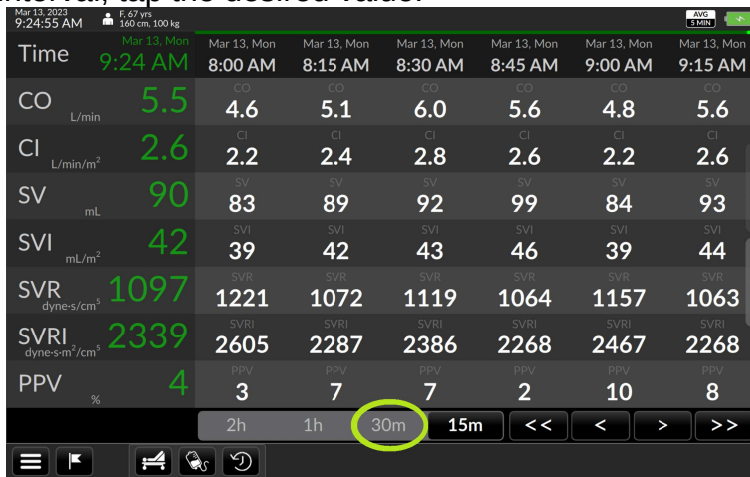 interval, tap the desired value.
Mar 13, 2023
9:24:55 AM
F, 67 yrs
160 cm, 100 kg
AVG
5 MIN
Time
Mar 13, Mon
9:24 AM
Mar 13, Mon
8:00 AM
Mar 13, Mon
8:15 AM
Mar 13, Mon
8:30 AM
Mar 13, Mon
8:45 AM
Mar 13, Mon
9:00 AM
Mar 13, Mon
9:15 AM
CO
L/min
5.5
CO
4.6
CO
5.1
CO
6.0
CO
5.6
CO
4.8
CO
5.6
CI
L/min/m²
2.6
CI
2.2
CI
2.4
CI
2.8
CI
2.6
CI
2.2
CI
2.6
SV
mL
90
SV
83
SV
89
SV
92
SV
99
SV
84
SV
93
SVI
mL/m²
42
SVI
39
SVI
42
SVI
43
SVI
46
SVI
39
SVI
44
SVR
dyne·s/cm⁵
1097
SVR
1221
SVR
1072
SVR
1119
SVR
1064
SVR
1157
SVR
1063
SVRI
dyne·s·m²/cm⁵
2339
SVRI
2605
SVRI
2287
SVRI
2386
SVRI
2268
SVRI
2467
SVRI
2268
PPV
%
4
PPV
3
PPV
7
PPV
7
PPV
2
PPV
10
PPV
8
2h 1h 30m 15m << < > >>